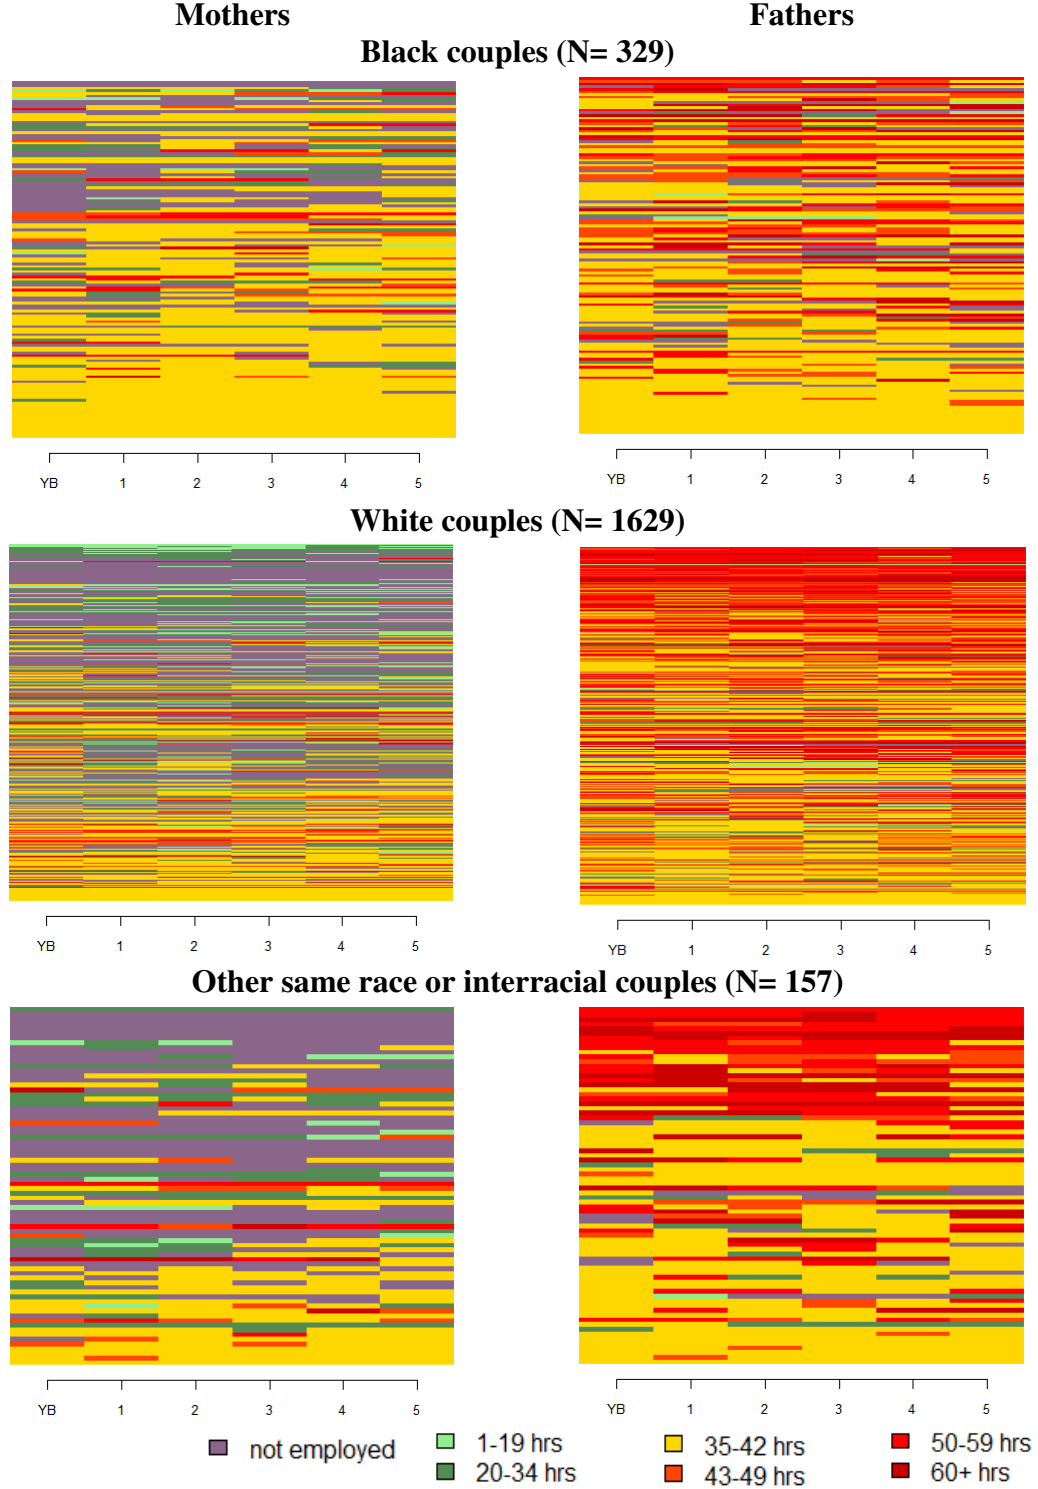 Mothers Fathers
Black couples (N= 329)
YB 1 2 3 4 5 YB 1 2 3 4 5
White couples (N= 1629)
YB 1 2 3 4 5 YB 1 2 3 4 5
Other same race or interracial couples (N= 157)
YB 1 2 3 4 5 YB 1 2 3 4 5
not employed 1-19 hrs 35-42 hrs 50-59 hrs
20-34 hrs 43-49 hrs 60+ hrs